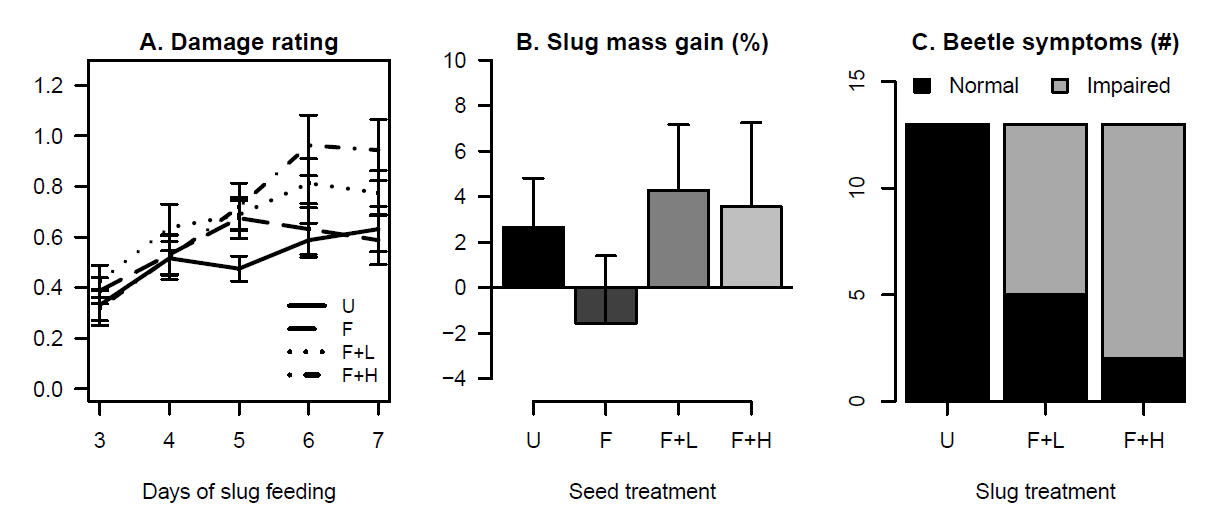 A. Damage rating
1.2
1.0
0.8
0.6
0.4
0.2
0.0
U
F
F+L
F+H
3 4 5 6 7
Days of slug feeding
B. Slug mass gain (%)
10
8
6
4
2
0
−2
−4
U F F+L F+H
Seed treatment
C. Beetle symptoms (#)
Normal Impaired
15
10
5
0
U F+L F+H
Slug treatment